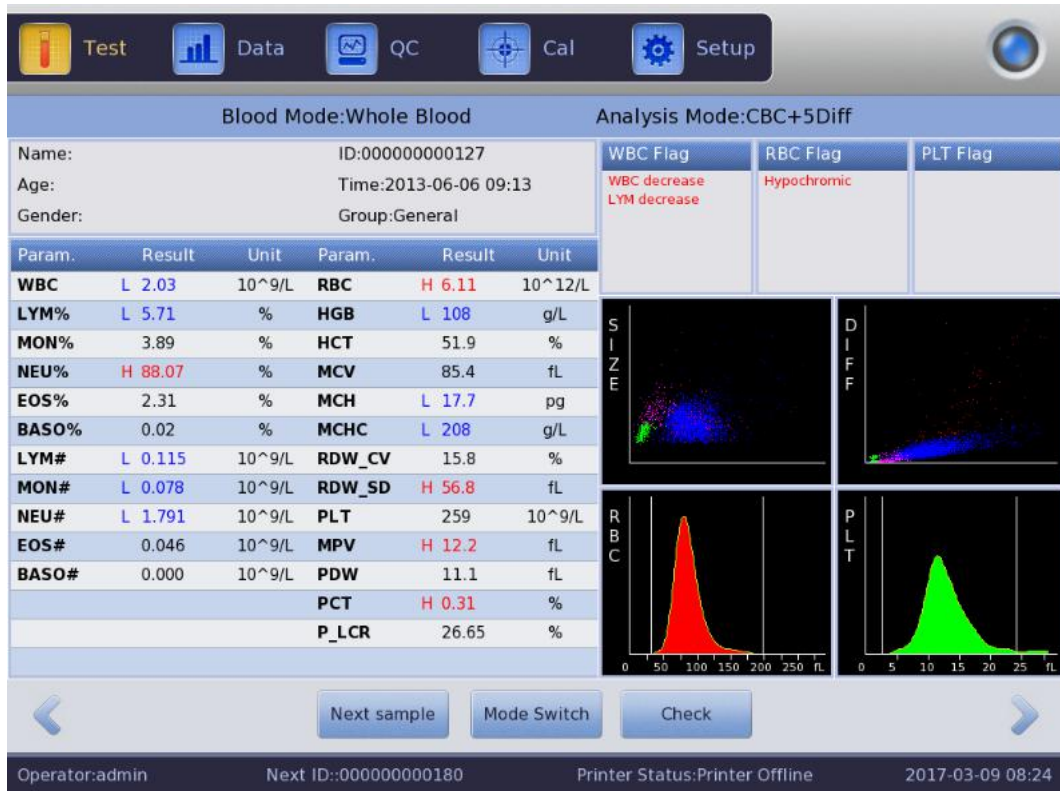 Test Data QC Cal Setup
Blood Mode:Whole Blood Analysis Mode:CBC+5Diff
Name: ID:000000000127
Age: Time:2013-06-06 09:13
Gender: Group:General
WBC Flag RBC Flag PLT Flag
WBC decrease Hypochromic
LYM decrease
Param. Result Unit Param. Result Unit
WBC L 2.03 10^9/L RBC H 6.11 10^12/L
LYM% L 5.71 % HGB L 108 g/L
MON% 3.89 % HCT 51.9 %
NEU% H 88.07 % MCV 85.4 fL
EOS% 2.31 % MCH L 17.7 pg
BASO% 0.02 % MCHC L 208 g/L
LYM# L 0.115 10^9/L RDW_CV 15.8 %
MON# L 0.078 10^9/L RDW_SD H 56.8 fL
NEU# L 1.791 10^9/L PLT 259 10^9/L
EOS# 0.046 10^9/L MPV H 12.2 fL
BASO# 0.000 10^9/L PDW 11.1 fL
PCT H 0.31 %
P_LCR 26.65 %
SIZE
DIFF
RBC
0 50 100 150 200 250 fL
PLT
0 5 10 15 20 25 fL
Next sample Mode Switch Check
Operator:admin Next ID::000000000180 Printer Status:Printer Offline 2017-03-09 08:24